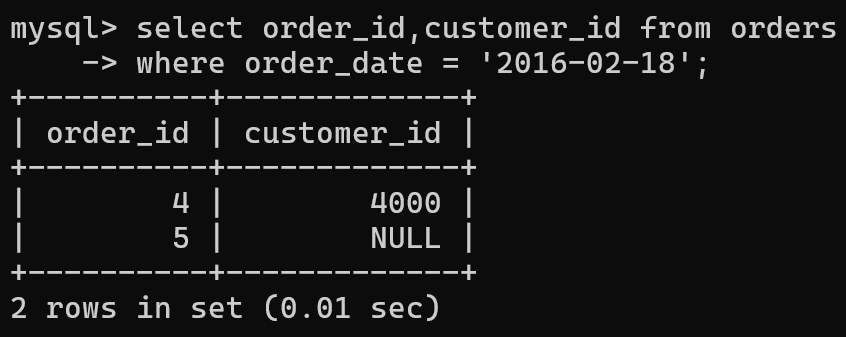 mysql> select order_id,customer_id from orders
    -> where order_date = '2016-02-18';
+----------+-------------+
| order_id | customer_id |
+----------+-------------+
|        4 |        4000 |
|        5 |        NULL |
+----------+-------------+
2 rows in set (0.01 sec)